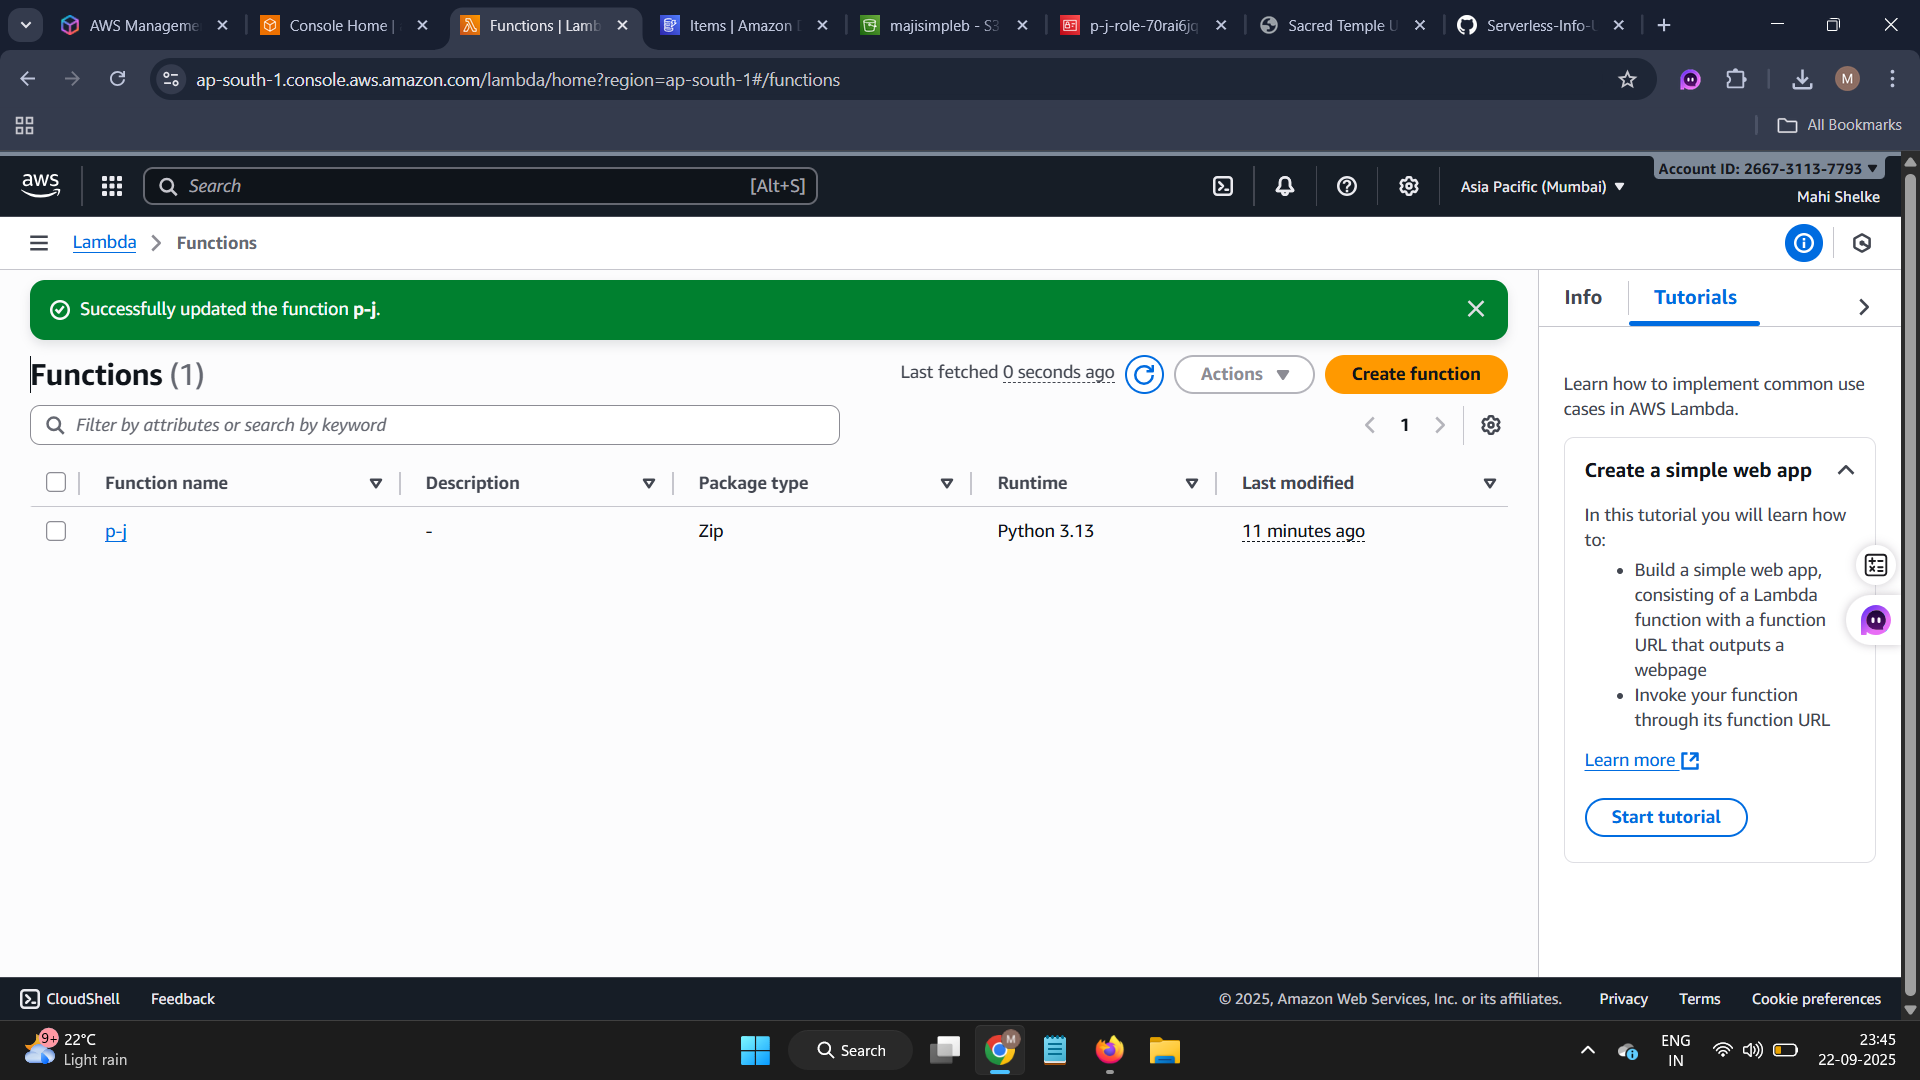 AWS Manageme
Console Home |
Functions | Lamb
Items | Amazon D
majisimpleb - S3
p-j-role-70rai6jq
Sacred Temple U
Serverless-Info-U
ap-south-1.console.aws.amazon.com/lambda/home?region=ap-south-1#/functions
M
All Bookmarks
aws
Search
[Alt+S]
Asia Pacific (Mumbai)
Account ID: 2667-3113-7793
Mahi Shelke
Lambda
Functions
Successfully updated the function p-j.
Info
Tutorials
Functions (1)
Last fetched 0 seconds ago
Actions
Create function
Filter by attributes or search by keyword
1
Function name
Description
Package type
Runtime
Last modified
p-j
-
Zip
Python 3.13
11 minutes ago
Learn how to implement common use
cases in AWS Lambda.
Create a simple web app
In this tutorial you will learn how
to:
• Build a simple web app,
consisting of a Lambda
function with a function
URL that outputs a
webpage
• Invoke your function
through its function URL
Learn more
Start tutorial
CloudShell
Feedback
© 2025, Amazon Web Services, Inc. or its affiliates.
Privacy
Terms
Cookie preferences
9+
22°C
Light rain
Search
M
ENG
IN
23:45
22-09-2025